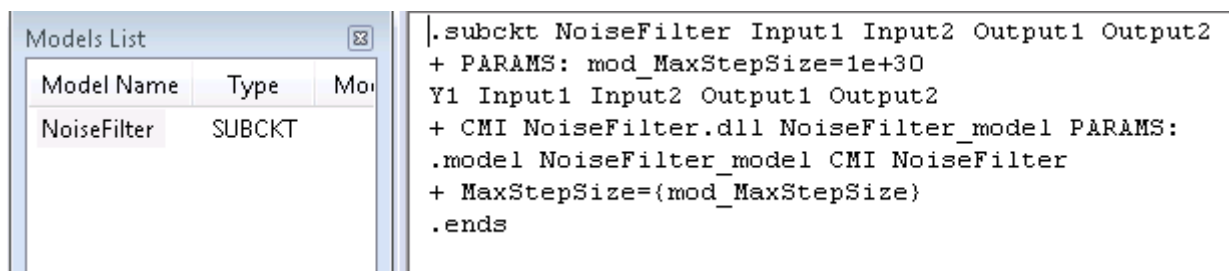 Models List
Model Name Type
NoiseFilter SUBCKT
.subckt NoiseFilter Input1 Input2 Output1 Output2
+ PARAMS: mod_MaxStepSize=1e+30
Y1 Input1 Input2 Output1 Output2
+ CMI NoiseFilter.dll NoiseFilter_model PARAMS:
.model NoiseFilter_model CMI NoiseFilter
+ MaxStepSize={mod_MaxStepSize}
.ends